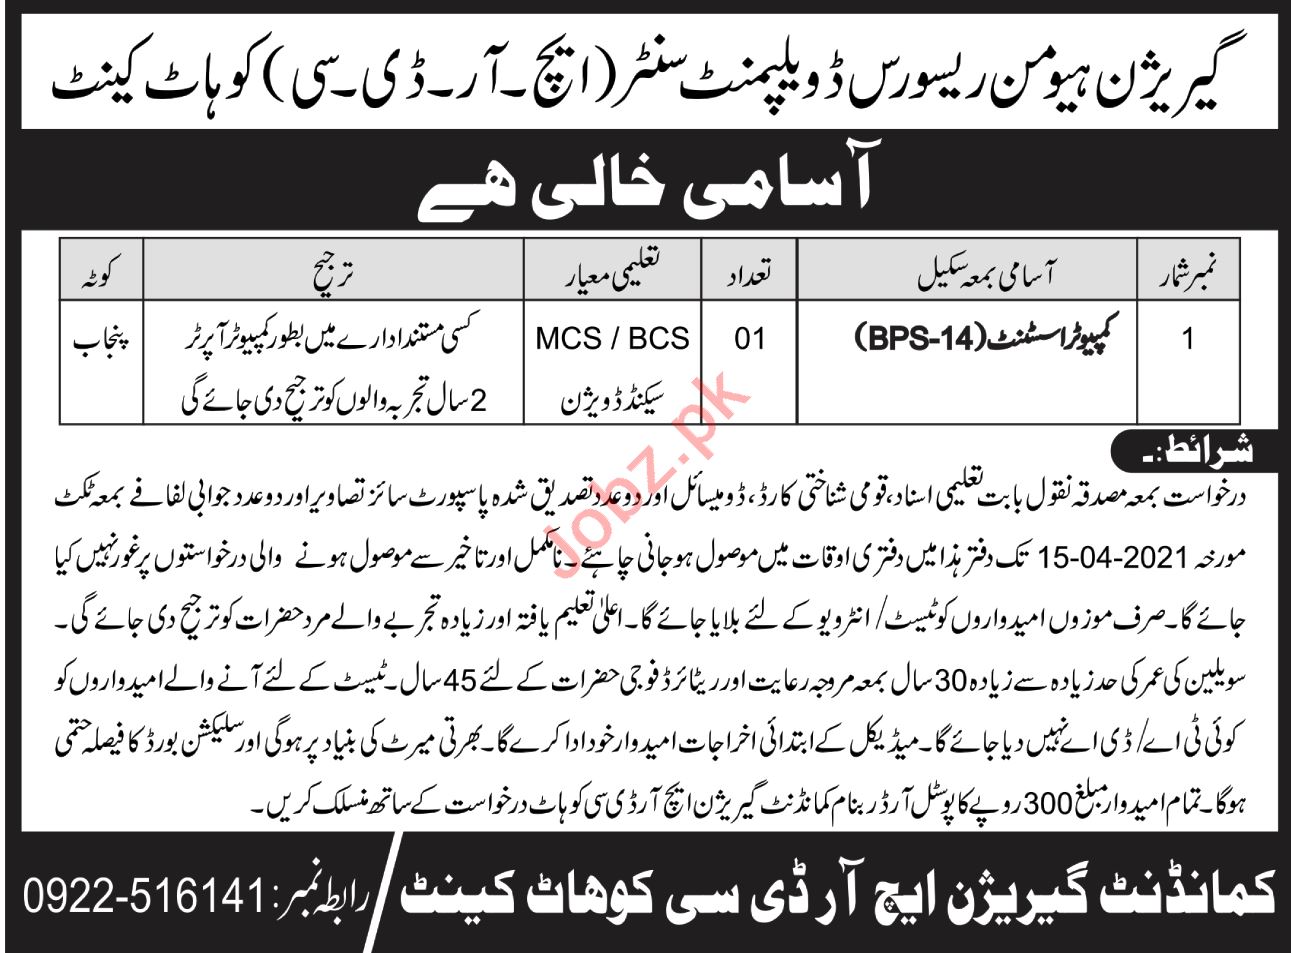 گیریژن ہیومن ریسورس ڈویلپمنٹ سنٹر (ایچ۔آر۔ڈی۔سی) کوہاٹ کینٹ
آسامی خالی ھے
نمبر شمار آسامی بمعہ سکیل تعداد تعلیمی معیار ترجیح کوٹہ
1 کمپیوٹر اسسٹنٹ (BPS-14) 01 MCS / BCS کسی مستند ادارے میں بطور کمپیوٹر آپرٹر پنجاب
سیکنڈ ڈویژن 2 سال تجربہ والوں کو ترجیح دی جائے گی
شرائط:۔
درخواست بمعہ مصدقہ نقول بابت تعلیمی اسناد، قومی شناختی کارڈ، ڈومیسائل اور دو عدد تصدیق شدہ پاسپورٹ سائز تصاویر اور دو عدد جوابی لفافے بمعہ ٹکٹ
مورخہ 15-04-2021 تک دفتر ہذا میں دفتری اوقات میں موصول ہو جانی چاہئے۔ نامکمل اور تاخیر سے موصول ہونے والی درخواستوں پر غور نہیں کیا
جائے گا۔ صرف موزوں امیدواروں کو ٹیسٹ / انٹرویو کے لئے بلایا جائے گا۔ اعلیٰ تعلیم یافتہ اور زیادہ تجربے والے مرد حضرات کو ترجیح دی جائے گی۔
سویلین کی عمر کی حد زیادہ سے زیادہ 30 سال بمعہ مروجہ رعایت اور ریٹائرڈ فوجی حضرات کے لئے 45 سال۔ ٹیسٹ کے لئے آنے والے امیدواروں کو
کوئی ٹی اے / ڈی اے نہیں دیا جائے گا۔ میڈیکل کے ابتدائی اخراجات امیدوار خود ادا کرے گا۔ بھرتی میرٹ کی بنیاد پر ہوگی اور سلیکشن بورڈ کا فیصلہ حتمی
ہوگا۔ تمام امیدوار مبلغ 300 روپے کا پوسٹل آرڈر بنام کمانڈنٹ گیریژن ایچ آر ڈی سی کوہاٹ درخواست کے ساتھ منسلک کریں۔
کمانڈنٹ گیریژن ایچ آر ڈی سی کوھاٹ کینٹ / رابطہ نمبر: 0922-516141
Jobz.pk